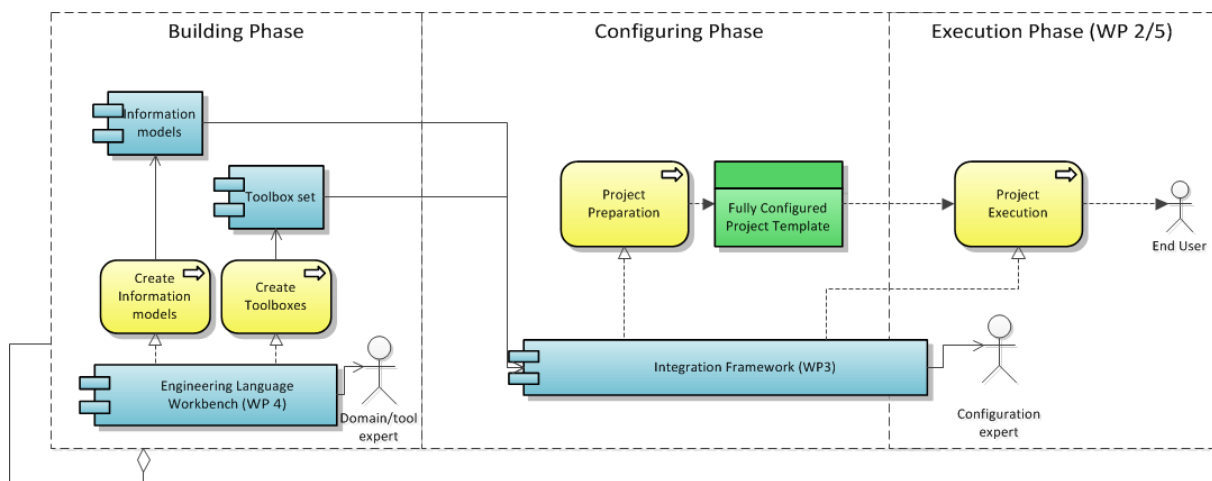 Building Phase
Configuring Phase
Execution Phase (WP 2/5)
Information
models
Toolbox set
Project
Preparation
Fully Configured
Project Template
Project
Execution
End User
Create
Information
models
Create
Toolboxes
Engineering Language
Workbench (WP 4)
Domain/tool
expert
Integration Framework (WP3)
Configuration
expert